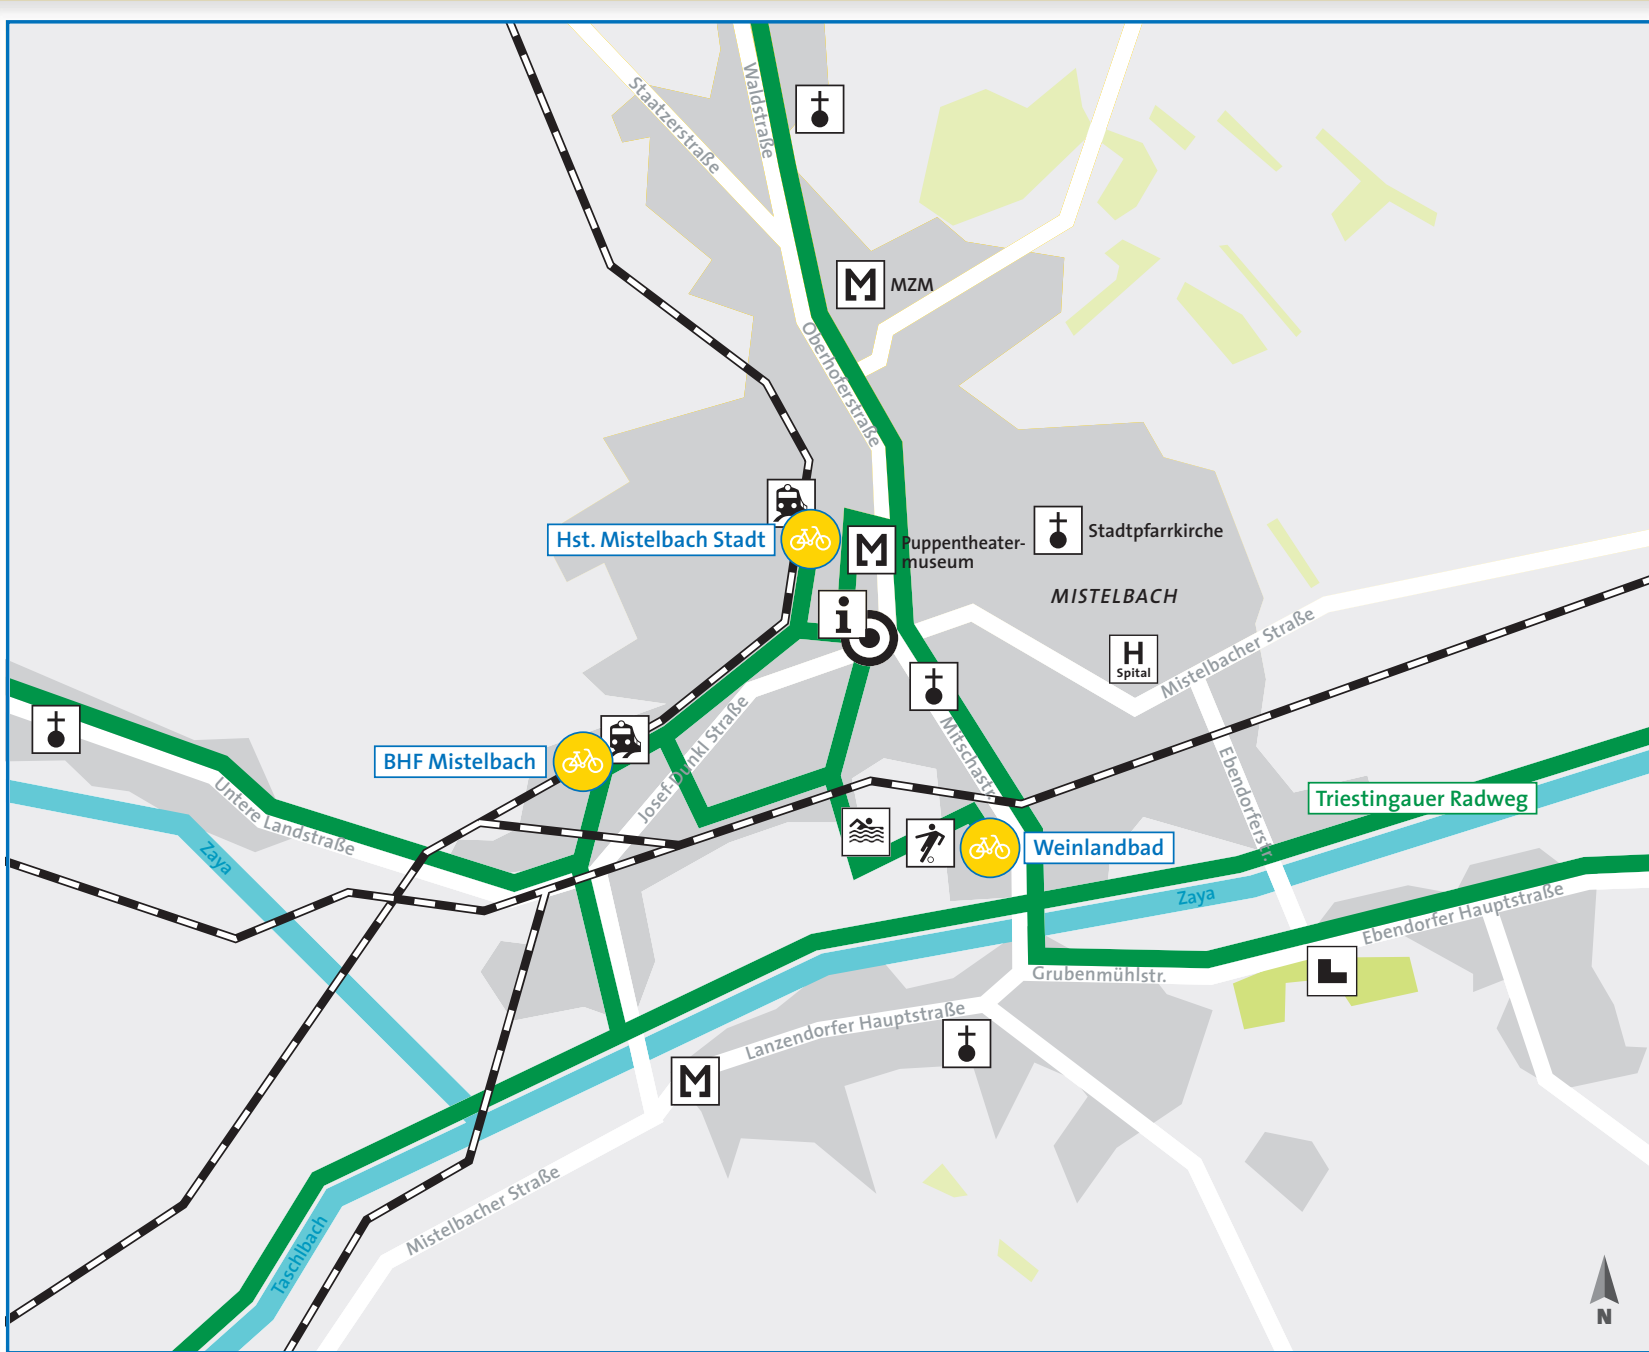 Staatzerstraße
Waldstraße
MZM
Oberhoferstraße
Hst. Mistelbach Stadt
Puppentheater-
museum
Stadtpfarrkirche
MISTELBACH
i
H
Spital
Mistelbacher Straße
BHF Mistelbach
Josef-Dunkl Straße
Mitschastr.
Ebendorferstr.
Triestingauer Radweg
Untere Landstraße
Zaya
Weinlandbad
Zaya
Ebendorfer Hauptstraße
Grubenmühlstr.
Lanzendorfer Hauptstraße
Mistelbacher Straße
Taschlbach
N